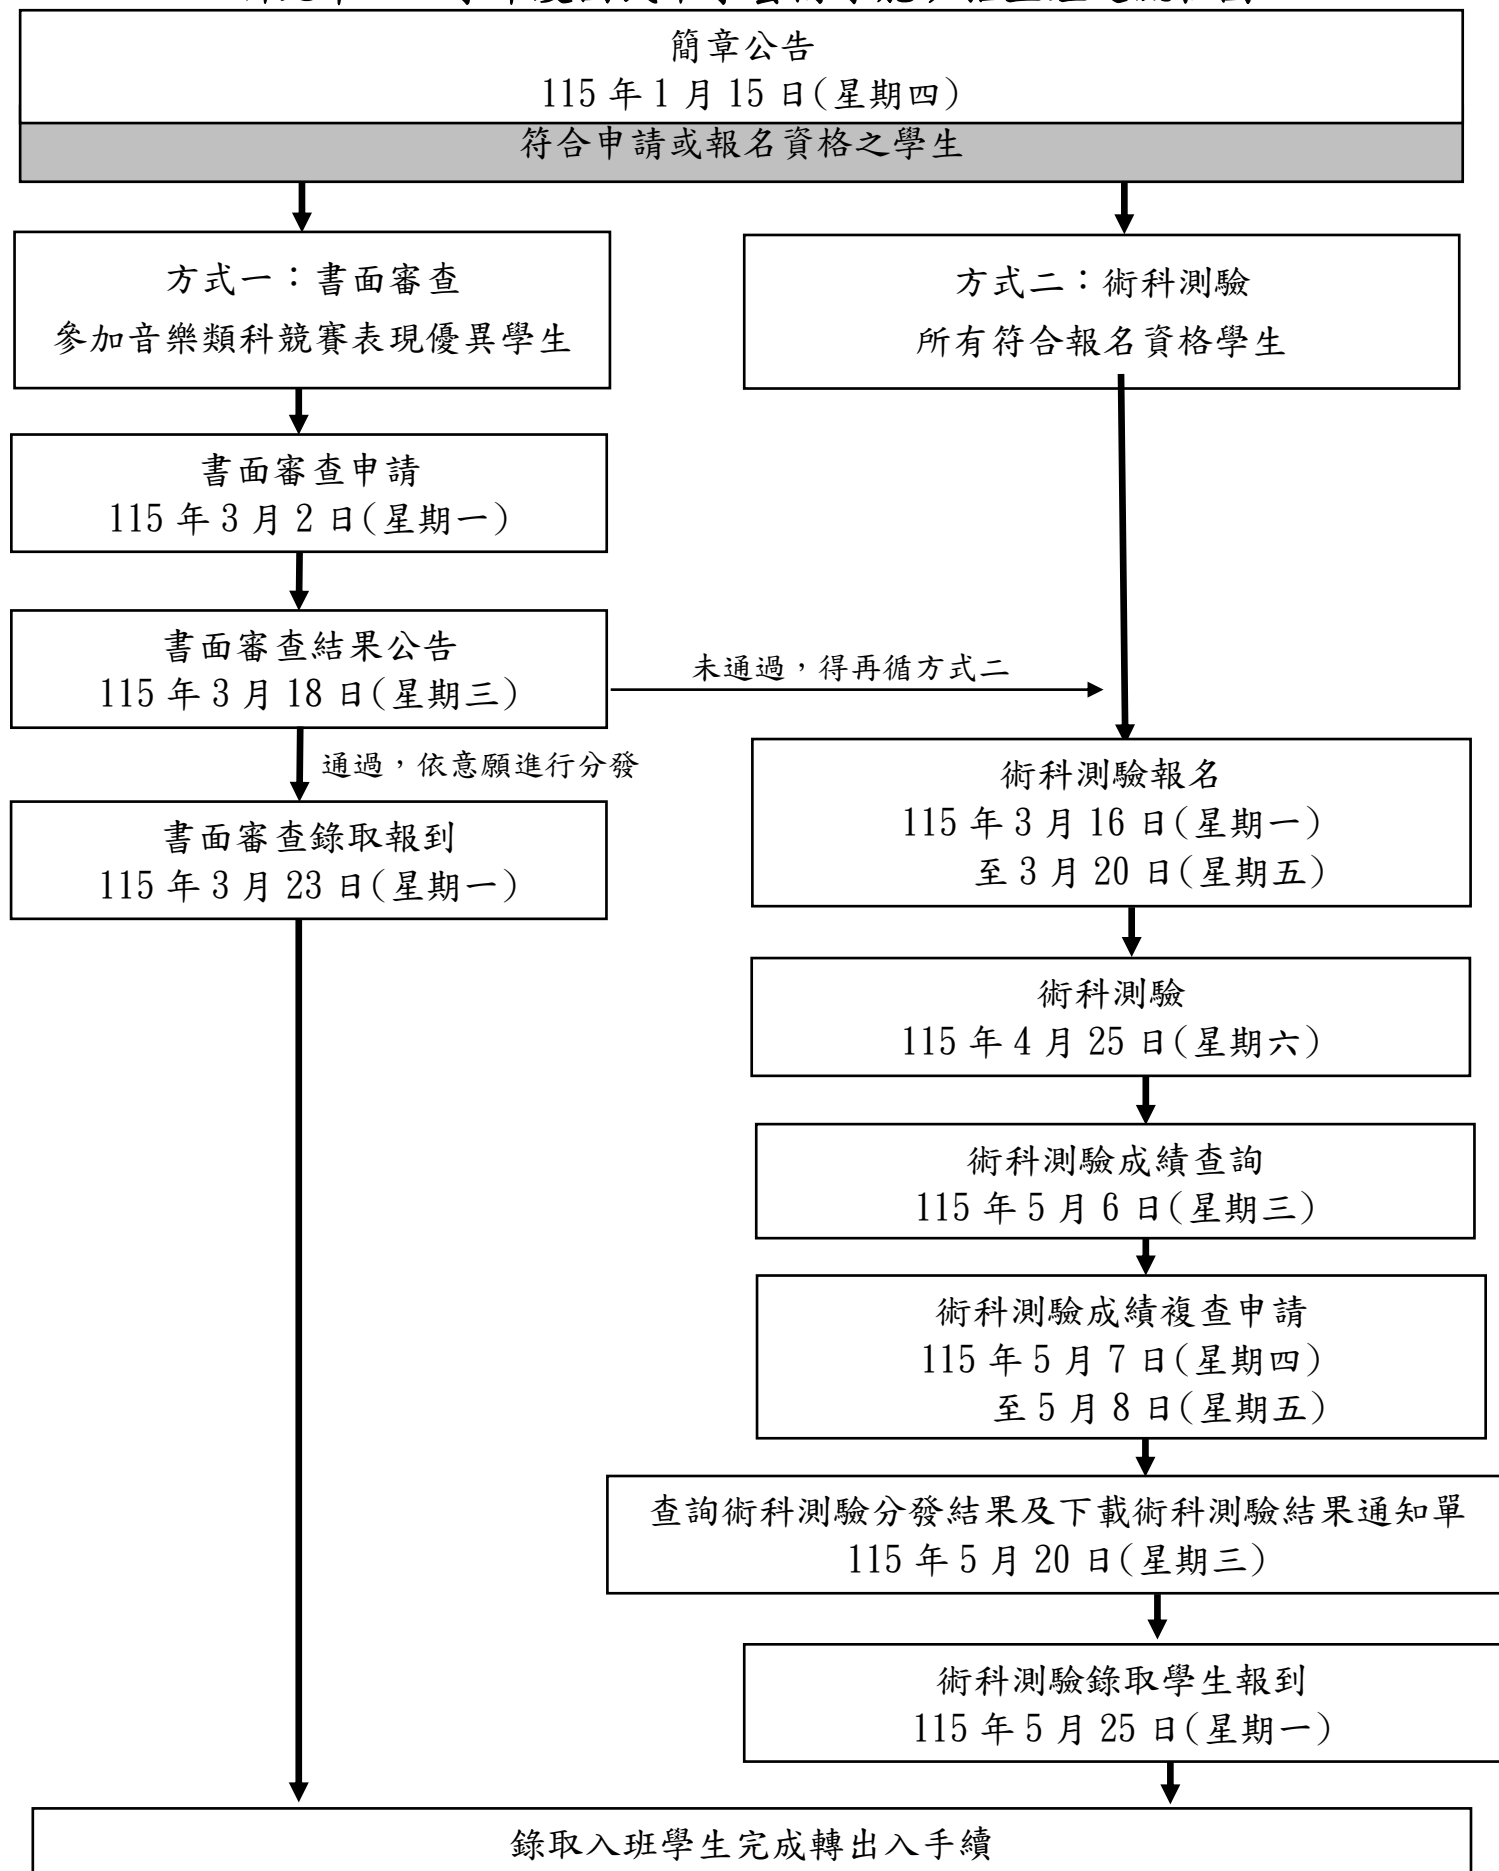 簡章公告
115 年 1 月 15 日(星期四)
符合申請或報名資格之學生
方式一：書面審查
參加音樂類科競賽表現優異學生
方式二：術科測驗
所有符合報名資格學生
書面審查申請
115 年 3 月 2 日(星期一)
書面審查結果公告
115 年 3 月 18 日(星期三)
未通過，得再循方式二
通過，依意願進行分發
書面審查錄取報到
115 年 3 月 23 日(星期一)
術科測驗報名
115 年 3 月 16 日(星期一)
至 3 月 20 日(星期五)
術科測驗
115 年 4 月 25 日(星期六)
術科測驗成績查詢
115 年 5 月 6 日(星期三)
術科測驗成績複查申請
115 年 5 月 7 日(星期四)
至 5 月 8 日(星期五)
查詢術科測驗分發結果及下載術科測驗結果通知單
115 年 5 月 20 日(星期三)
術科測驗錄取學生報到
115 年 5 月 25 日(星期一)
錄取入班學生完成轉出入手續